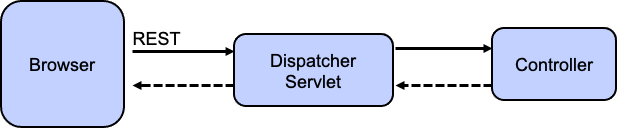 Browser
REST
Dispatcher
Servlet
Controller